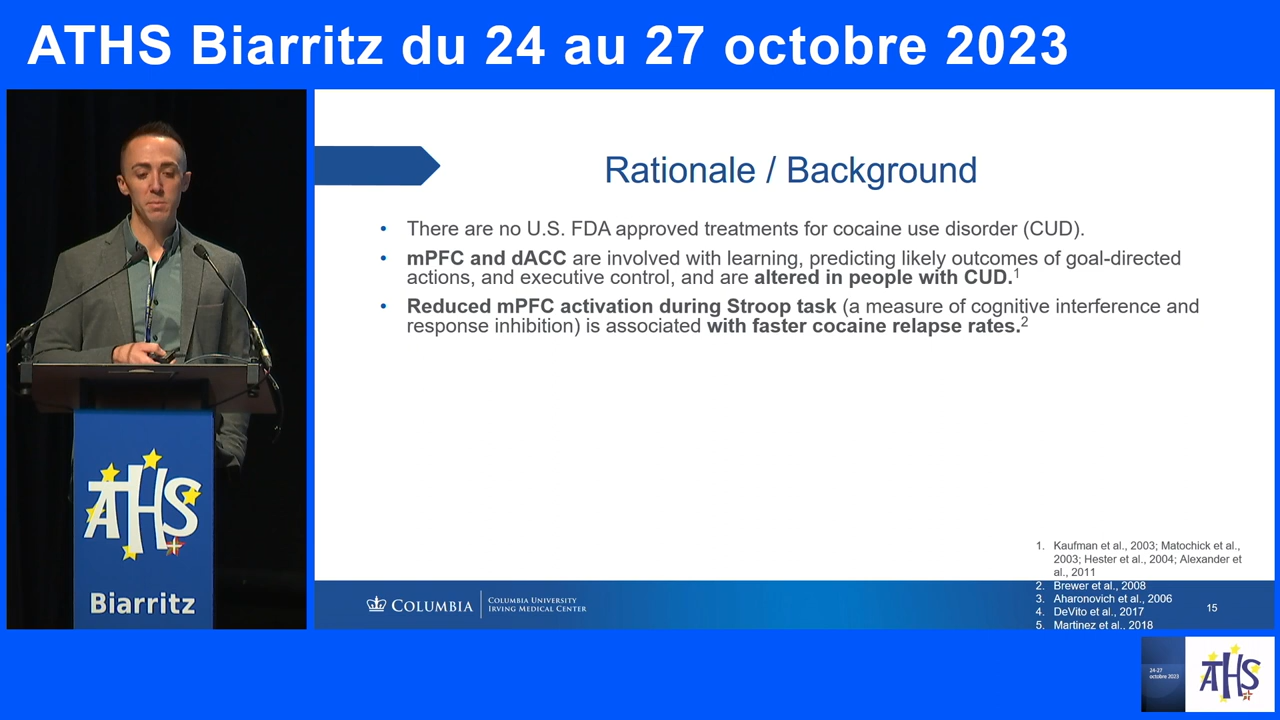 ATHS Biarritz du 24 au 27 octobre 2023
Rationale / Background
• There are no U.S. FDA approved treatments for cocaine use disorder (CUD).
• mPFC and dACC are involved with learning, predicting likely outcomes of goal-directed
actions, and executive control, and are altered in people with CUD.1
• Reduced mPFC activation during Stroop task (a measure of cognitive interference and
response inhibition) is associated with faster cocaine relapse rates.2
1. Kaufman et al., 2003; Matochick et al.,
2003; Hester et al., 2004; Alexander et
al., 2011
2. Brewer et al., 2008
3. Aharonovich et al., 2006
4. DeVito et al., 2017
5. Martinez et al., 2018
COLUMBIA
COLUMBIA UNIVERSITY
IRVING MEDICAL CENTER
15
ATHS
Biarritz
24-27
octobre 2023
ATHS